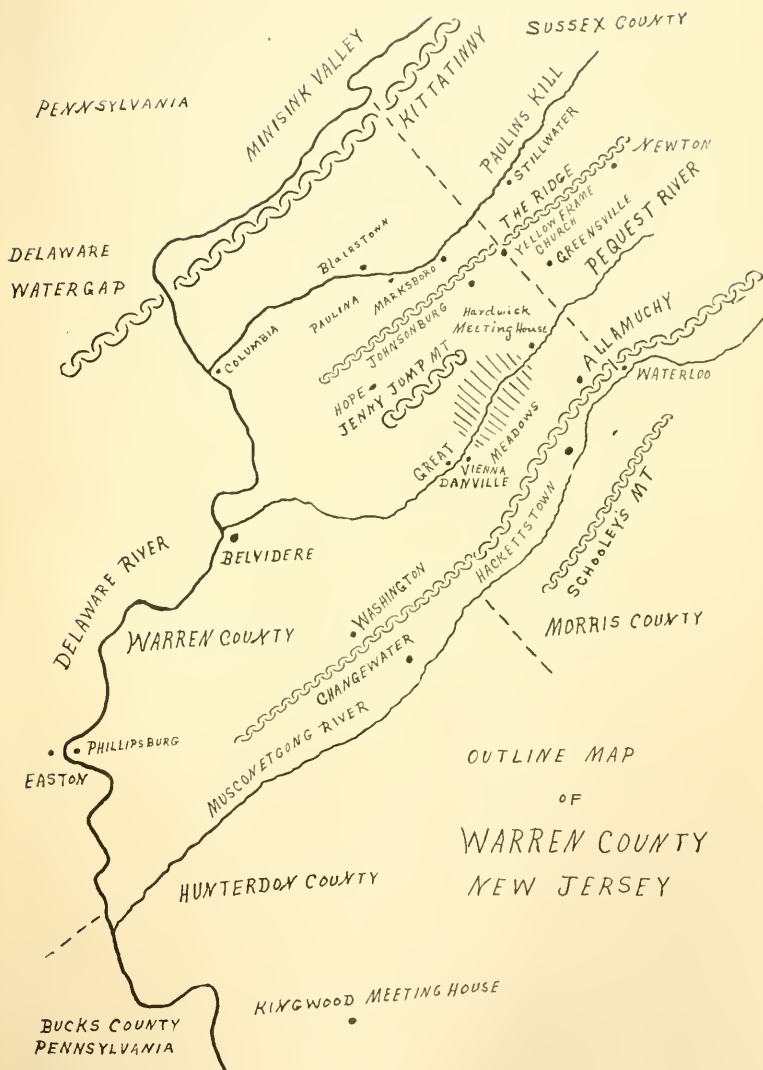 SUSSEX COUNTY
PENNSYLVANIA
MINISINK VALLEY
KITTATINNY
PAULINS KILL
STILLWATER
THE RIDGE
NEWTON
YELLOW FRAME
CHURCH
GREENSVILLE
PEQUEST RIVER
DELAWARE
WATERGAP
BLAIRSTOWN
PAULINA
MARKSBORO
COLUMBIA
JOHNSONBURG
Hardwick
MEETING HOUSE
ALLAMUCHY
WATERLOO
HOPE
JENNY JUMP MT
GREAT
MEADOWS
VIENNA
DANVILLE
HACKETTSTOWN
SCHOOLEY'S MT
BELVIDERE
DELAWARE RIVER
WARREN COUNTY
WASHINGTON
MORRIS COUNTY
CHANGEWATER
PHILLIPSBURG
EASTON
MUSCONETGONG RIVER
OUTLINE MAP
OF
WARREN COUNTY
NEW JERSEY
HUNTERDON COUNTY
KINGWOOD MEETING HOUSE
BUCKS COUNTY
PENNSYLVANIA